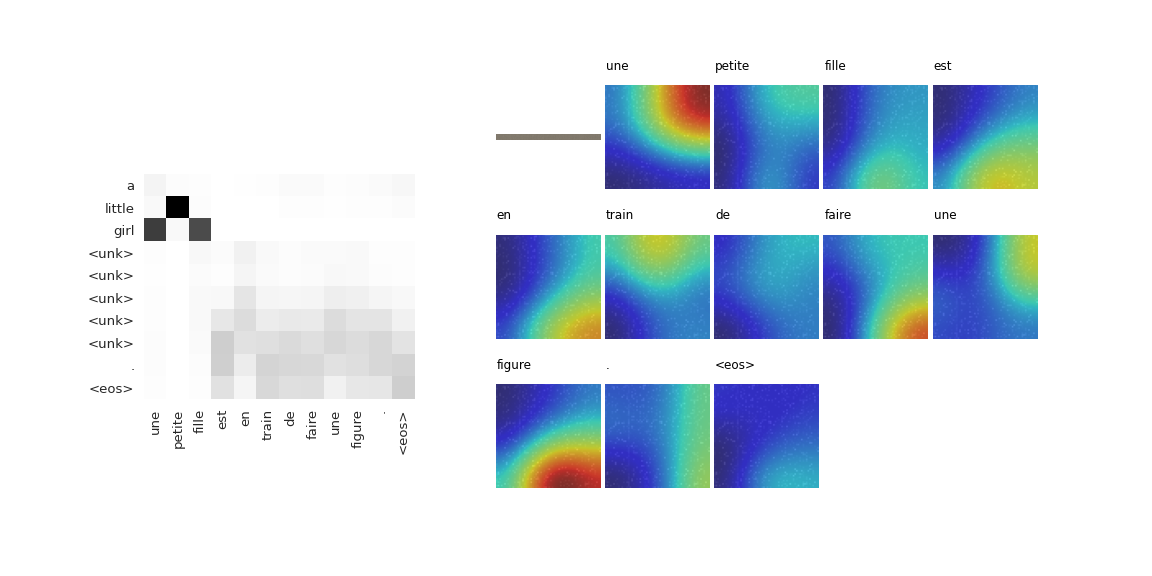 a
little
girl
<unk>
<unk>
<unk>
<unk>
<unk>
.
<eos>
une petite fille est en train de faire une figure . <eos>
une petite fille est
en train de faire une
figure . <eos>